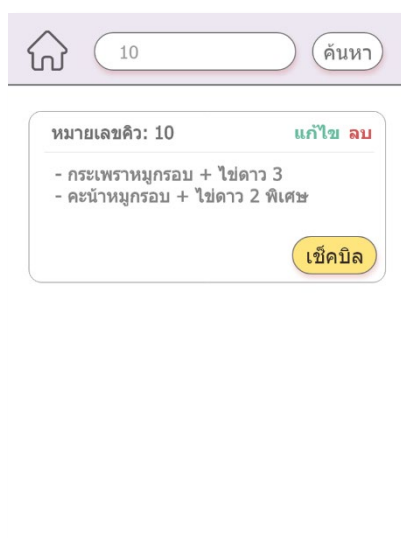 10
ค้นหา
หมายเลขคิว: 10
แก้ไข ลบ
- กระเพราหมูกรอบ + ไข่ดาว 3
- คะน้าหมูกรอบ + ไข่ดาว 2 พิเศษ
เช็คบิล